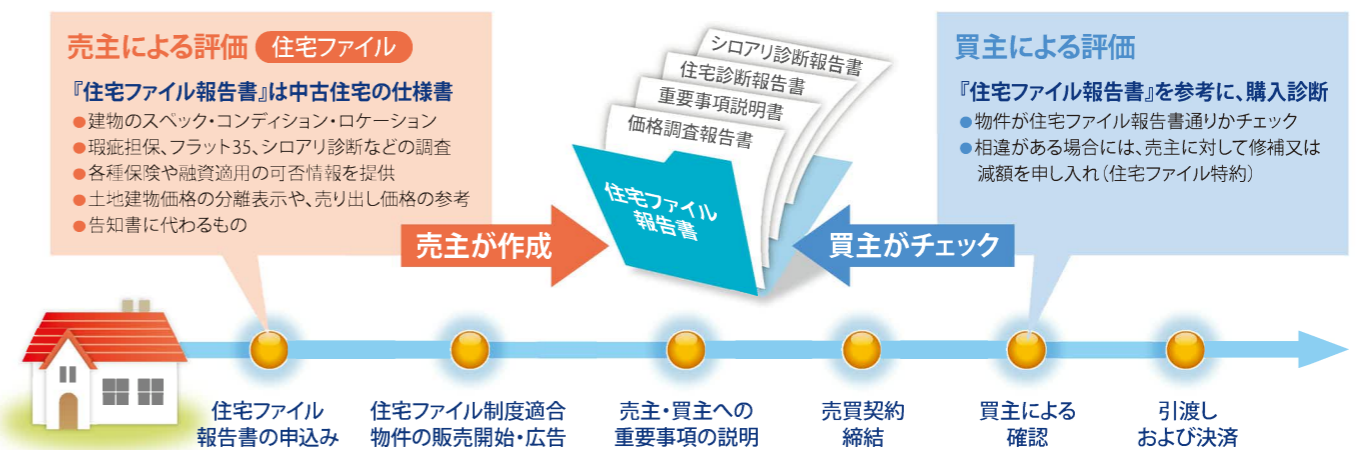 売主による評価 住宅ファイル
『住宅ファイル報告書』は中古住宅の仕様書
●建物のスペック・コンディション・ロケーション
●瑕疵担保、フラット35、シロアリ診断などの調査
●各種保険や融資適用の可否情報を提供
●土地建物価格の分離表示や、売り出し価格の参考
●告知書に代わるもの
売主が作成
シロアリ診断報告書
住宅診断報告書
重要事項説明書
価格調査報告書
住宅ファイル
報告書
買主がチェック
買主による評価
『住宅ファイル報告書』を参考に、購入診断
●物件が住宅ファイル報告書通りかチェック
●相違がある場合には、売主に対して修補又は
減額を申し入れ（住宅ファイル特約）
住宅ファイル
報告書の申込み
住宅ファイル制度適合
物件の販売開始・広告
売主・買主への
重要事項の説明
売買契約
締結
買主による
確認
引渡し
および決済